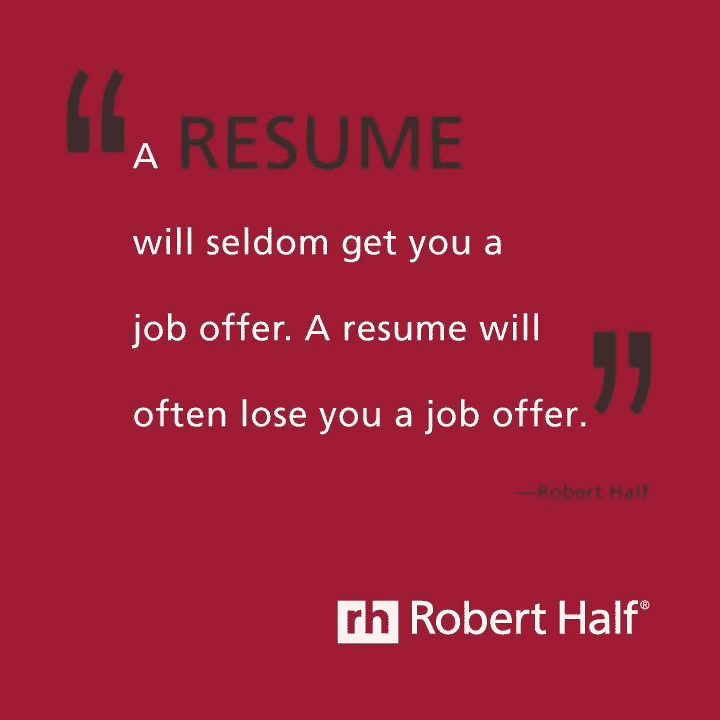 “A RESUME
will seldom get you a
job offer. A resume will
often lose you a job offer.”
—Robert Half
rh Robert Half®